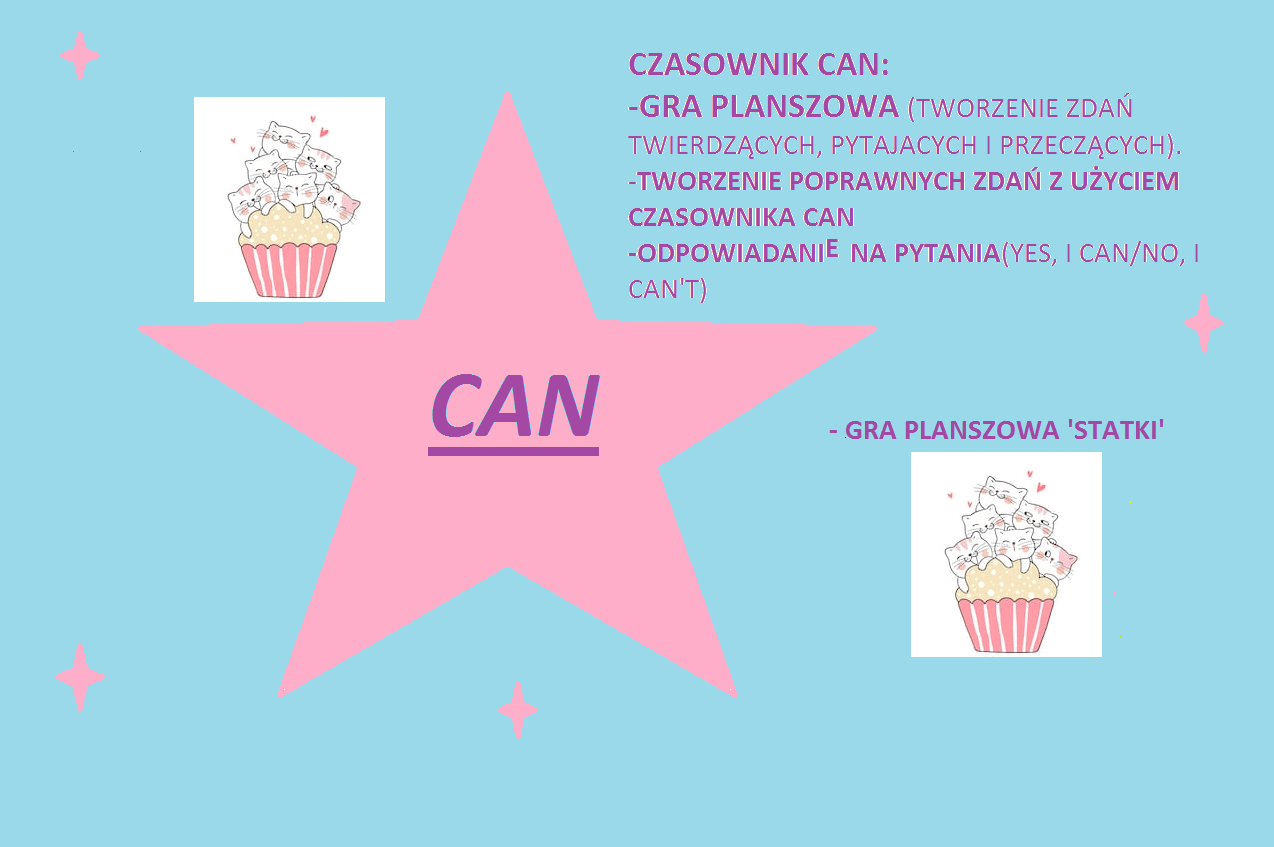 CZASOWNIK CAN:
-GRA PLANSZOWA (TWORZENIE ZDAŃ
TWIERDZĄCYCH, PYTAJACYCH I PRZECZĄCYCH).
-TWORZENIE POPRAWNYCH ZDAŃ Z UŻYCIEM
CZASOWNIKA CAN
-ODPOWIADANIE NA PYTANIA(YES, I CAN/NO, I
CAN'T)
CAN
- GRA PLANSZOWA 'STATKI'